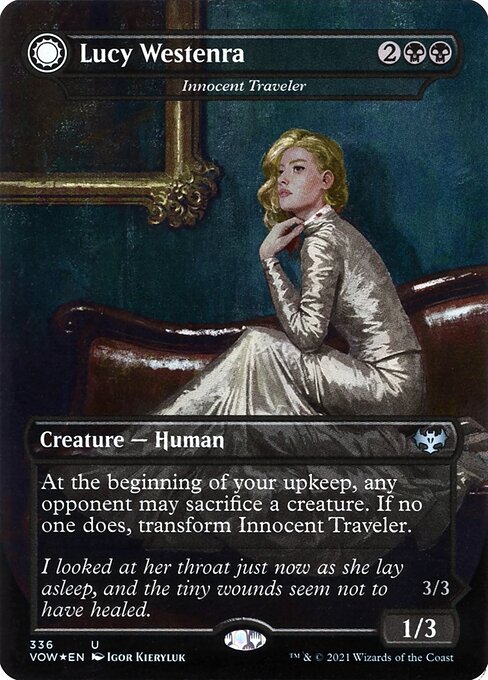 Lucy Westenra 2
Innocent Traveler
Creature — Human
At the beginning of your upkeep, any
opponent may sacrifice a creature. If no
one does, transform Innocent Traveler.
I looked at her throat just now as she lay
asleep, and the tiny wounds seem not to
have healed.
3/3
1/3
336 U
VOW★EN Igor Kieryluk
™ & © 2021 Wizards of the Coast